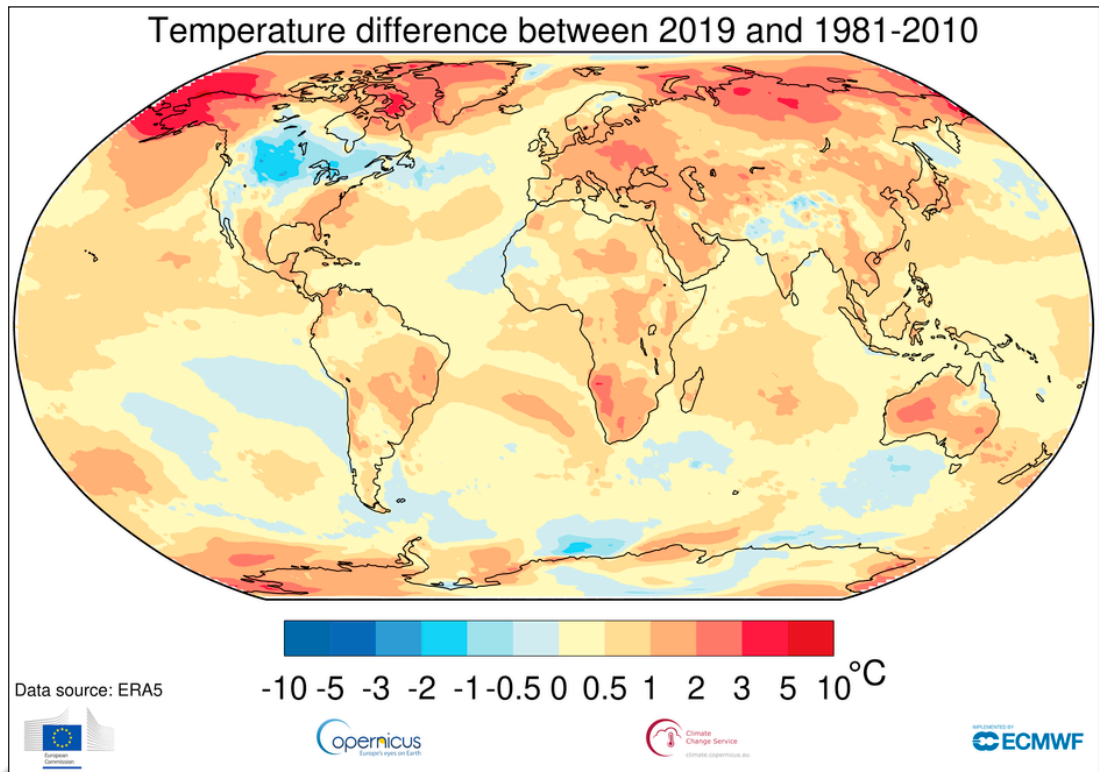 Temperature difference between 2019 and 1981-2010
-10 -5 -3 -2 -1 -0.5 0 0.5 1 2 3 5 10 °C
Data source: ERA5
European
Commission
opernicus
Europe's eyes on Earth
Climate
Change Service
climate.copernicus.eu
IMPLEMENTED BY
ECMWF